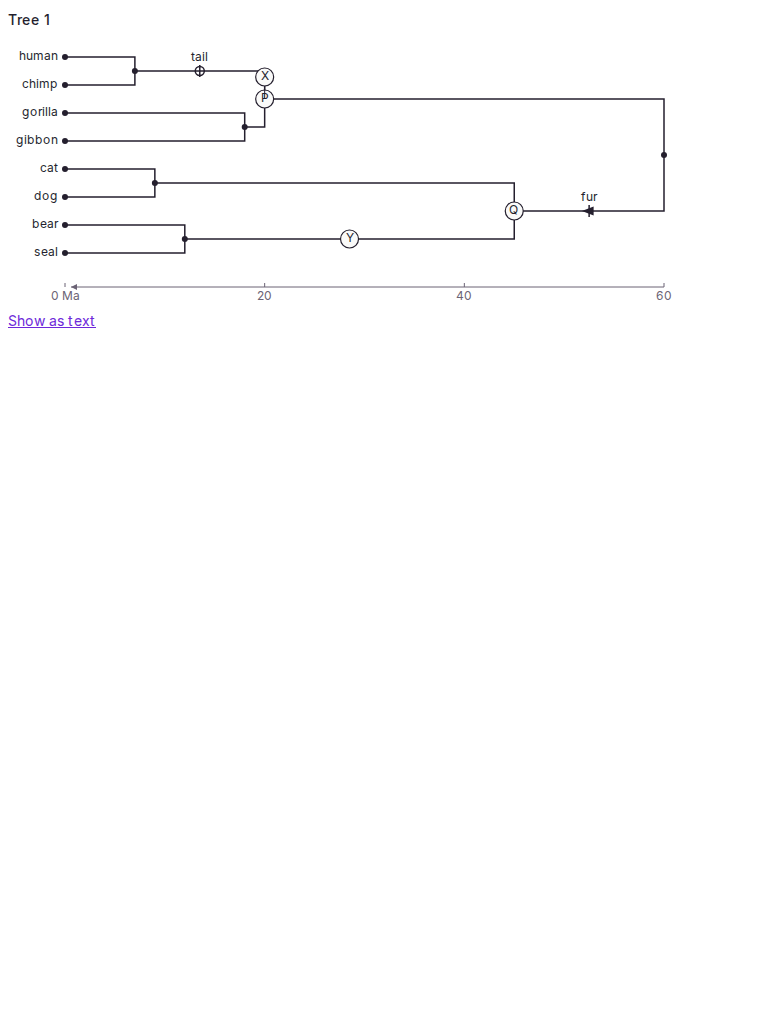 Tree 1
tail
human
X
chimp
P
gorilla
gibbon
cat
dog
fur
Q
bear
Y
seal
0 Ma 20 40 60
Show as text